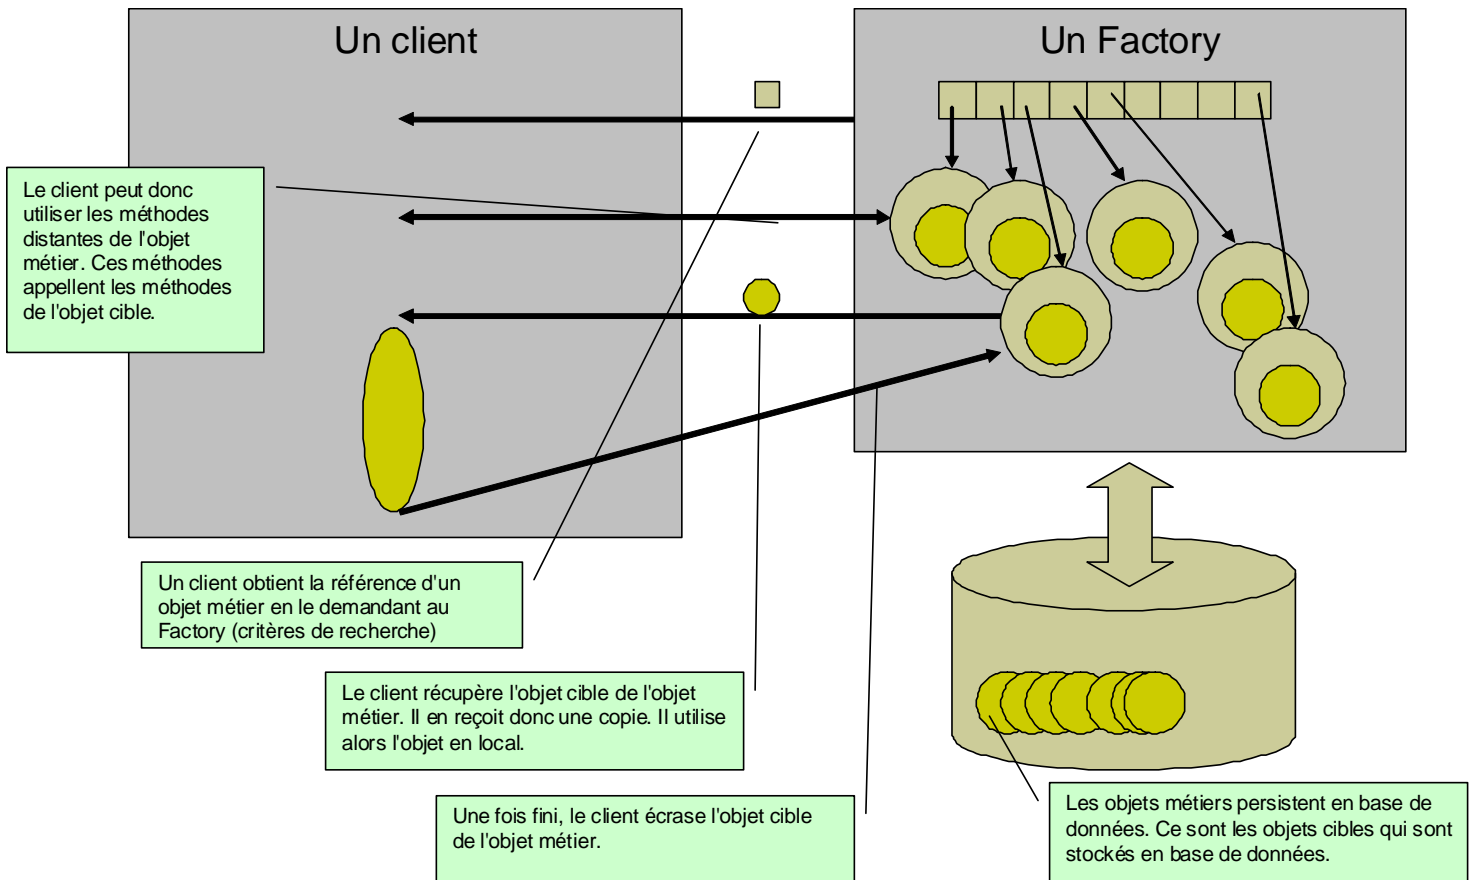 Un client
Un Factory
Le client peut donc
utiliser les méthodes
distantes de l'objet
métier. Ces méthodes
appellent les méthodes
de l'objet cible.
Un client obtient la référence d'un
objet métier en le demandant au
Factory (critères de recherche)
Le client récupère l'objet cible de l'objet
métier. Il en reçoit donc une copie. Il utilise
alors l'objet en local.
Une fois fini, le client écrase l'objet cible
de l'objet métier.
Les objets métiers persistent en base de
données. Ce sont les objets cibles qui sont
stockés en base de données.